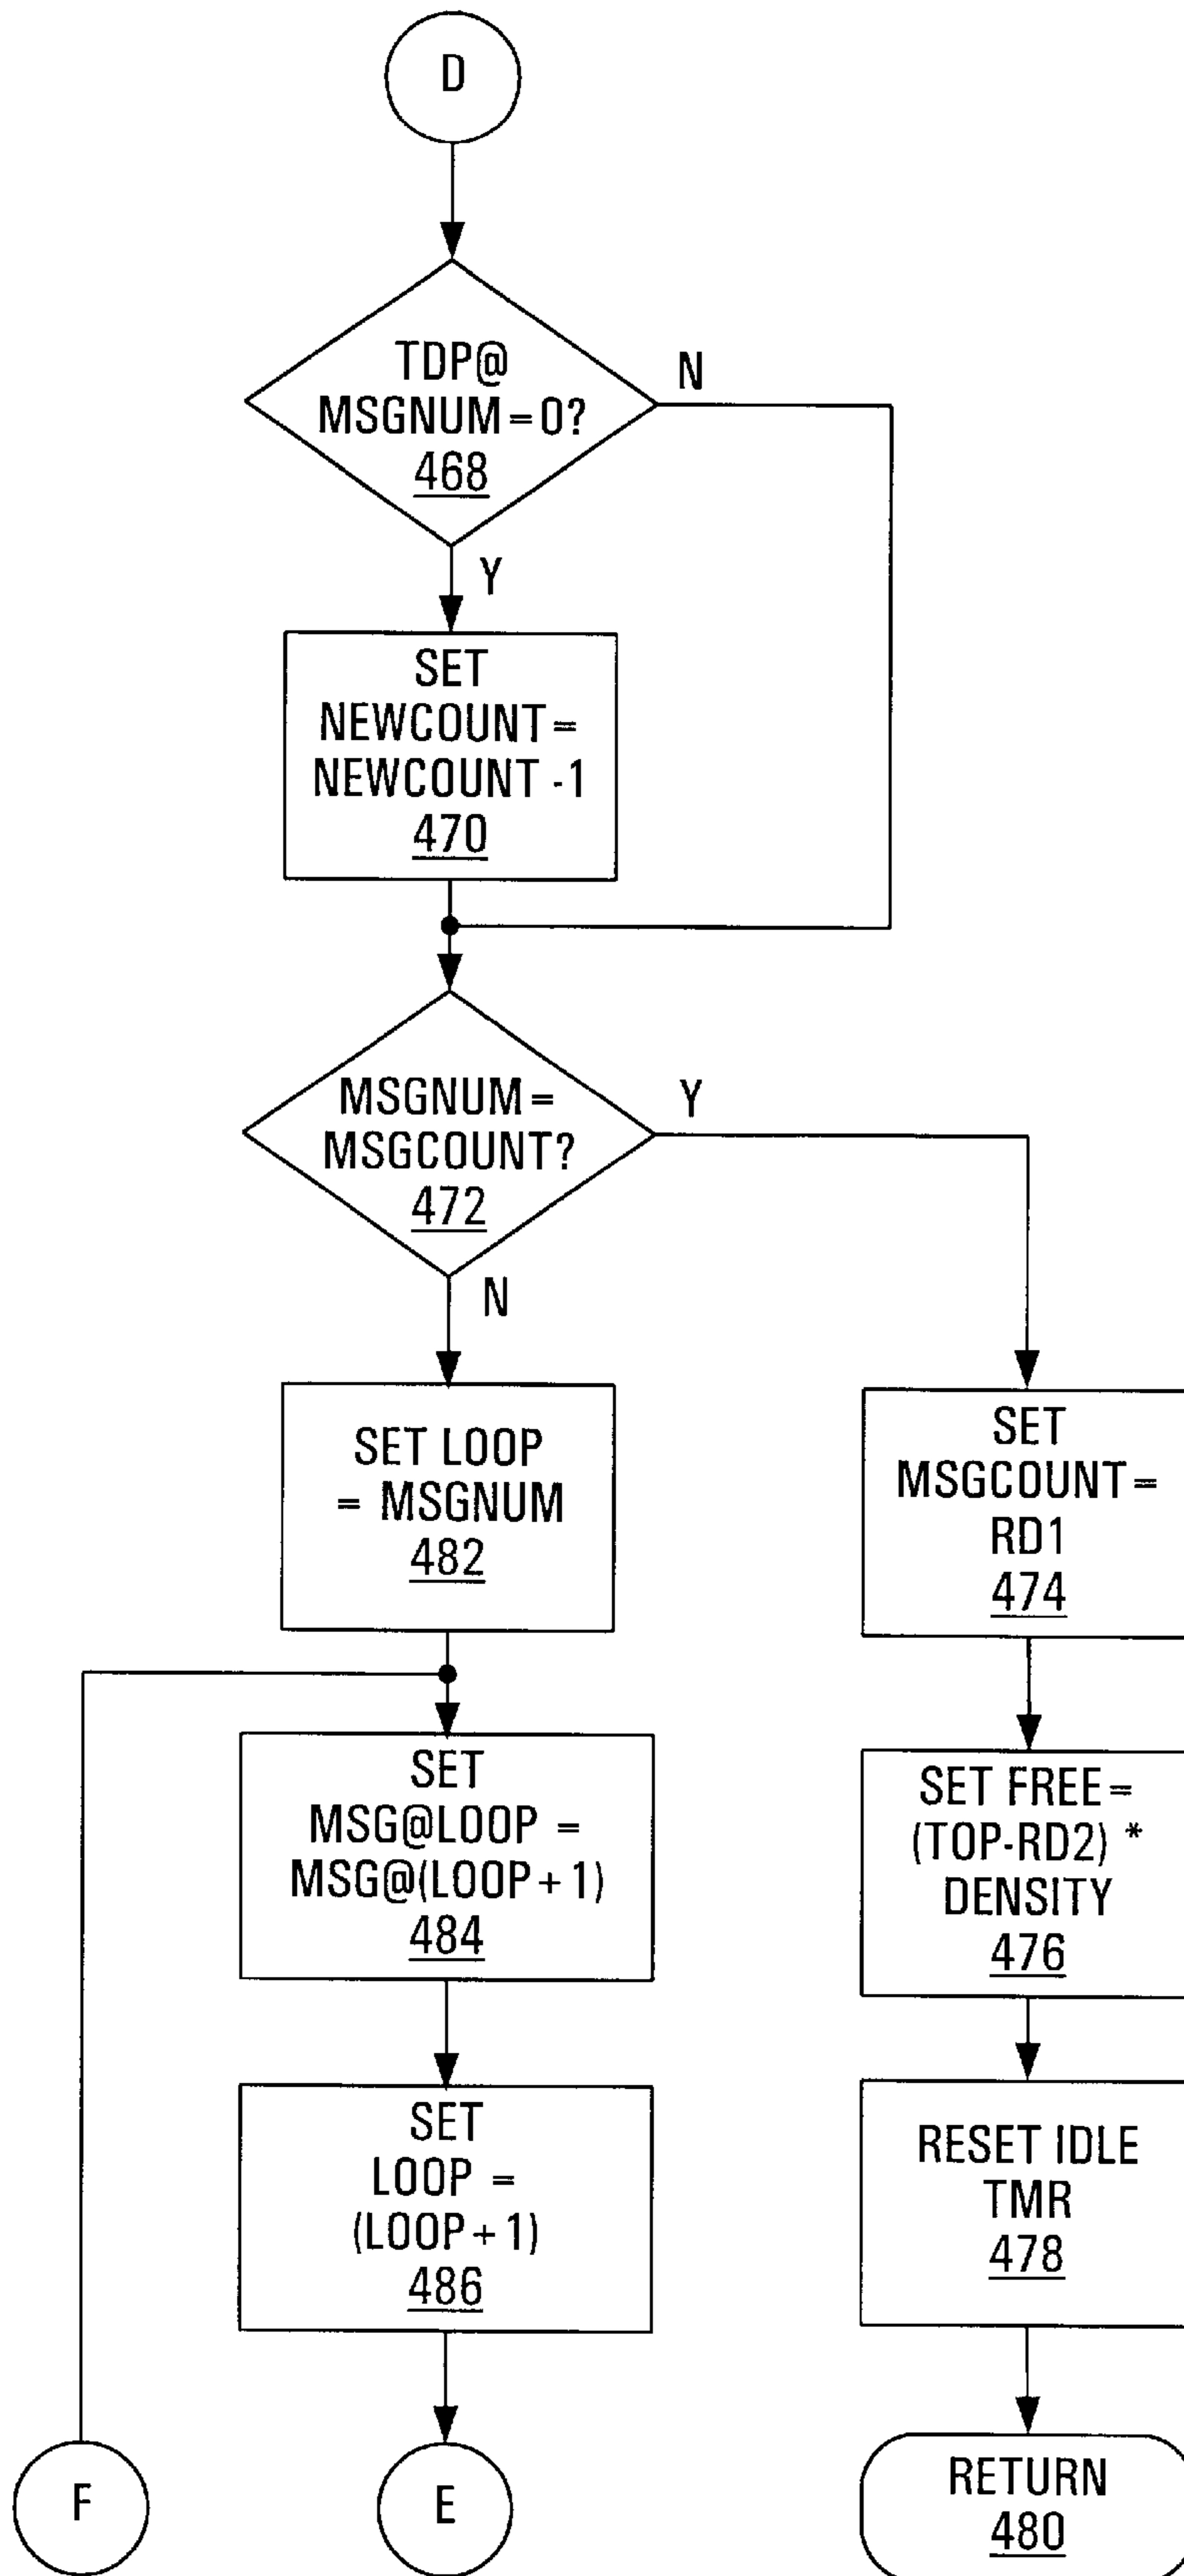 D
TDP@
MSGNUM=0?
468
N
Y
SET
NEWCOUNT=
NEWCOUNT -1
470
MSGNUM=
MSGCOUNT?
472
Y
N
SET LOOP
= MSGNUM
482
SET
MSGCOUNT=
RD1
474
SET
MSG@LOOP =
MSG@(LOOP+1)
484
SET FREE=
(TOP-RD2) *
DENSITY
476
SET
LOOP =
(LOOP+1)
486
RESET IDLE
TMR
478
F
E
RETURN
480